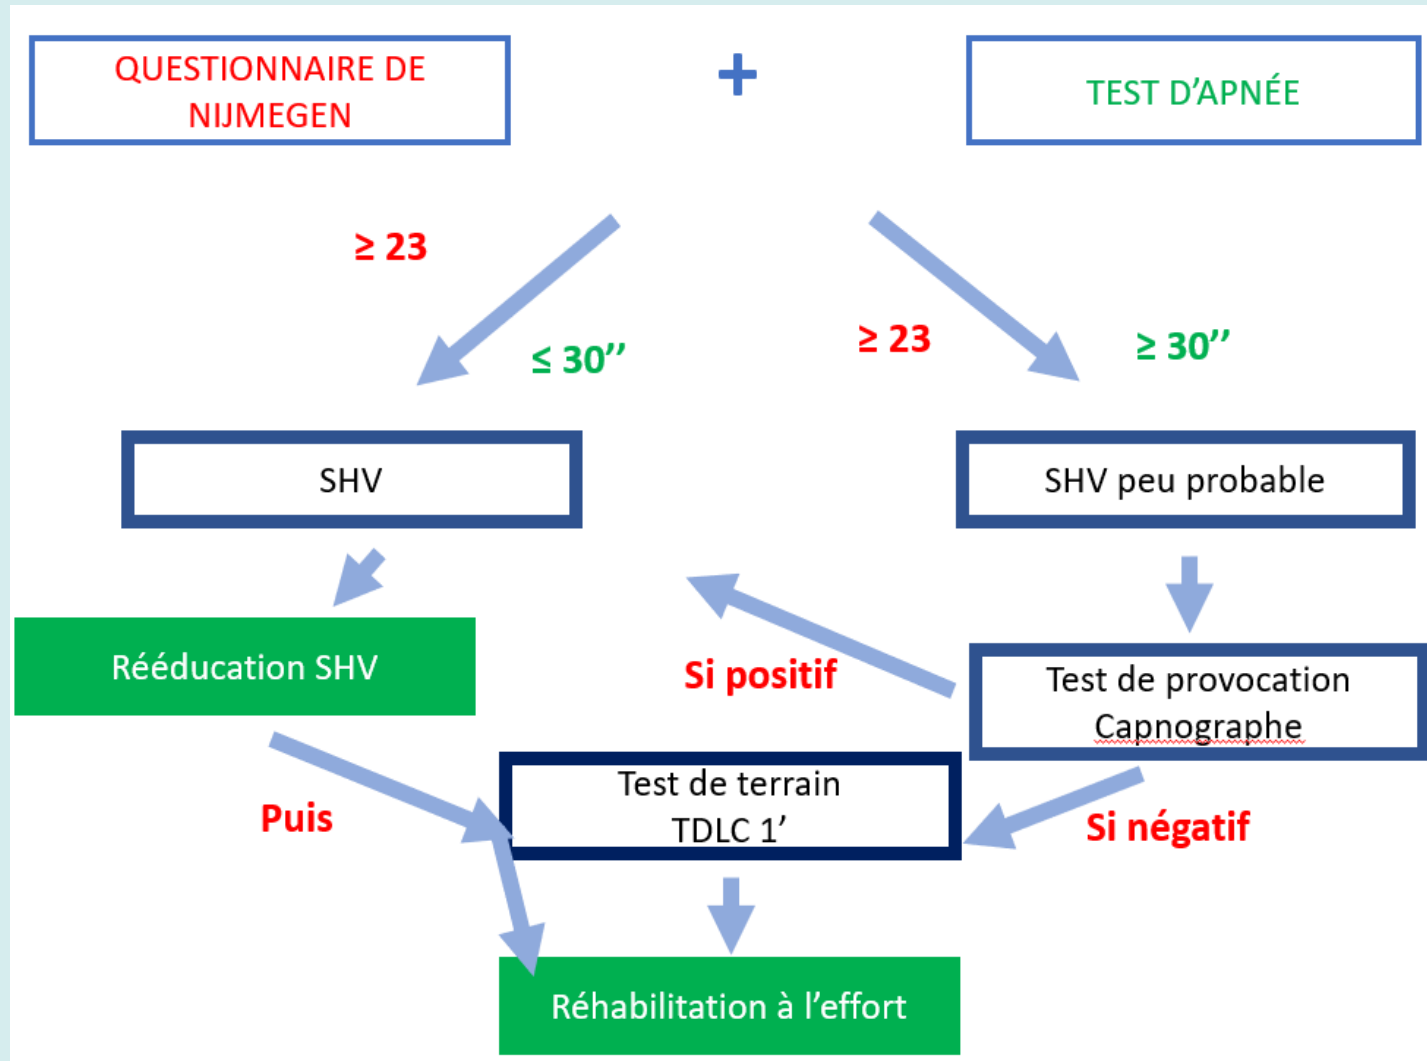 QUESTIONNAIRE DE
NIJMEGEN
+
TEST D’APNÉE
≥ 23
≤ 30’’
≥ 23
≥ 30’’
SHV
SHV peu probable
Rééducation SHV
Si positif
Test de provocation
Capnographe
Puis
Test de terrain
TDLC 1’
Si négatif
Réhabilitation à l’effort